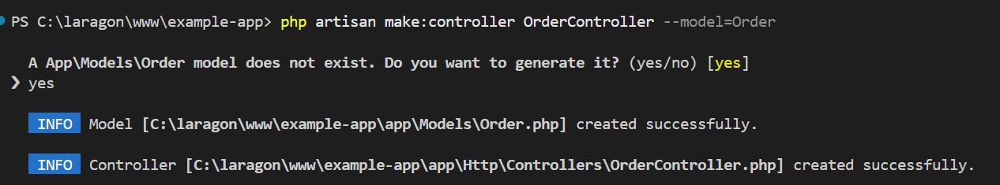 PS C:\laragon\www\example-app> php artisan make:controller OrderController --model=Order
A App\Models\Order model does not exist. Do you want to generate it? (yes/no) [yes]
❯ yes
INFO Model [C:\laragon\www\example-app\app\Models\Order.php] created successfully.
INFO Controller [C:\laragon\www\example-app\app\Http\Controllers\OrderController.php] created successfully.